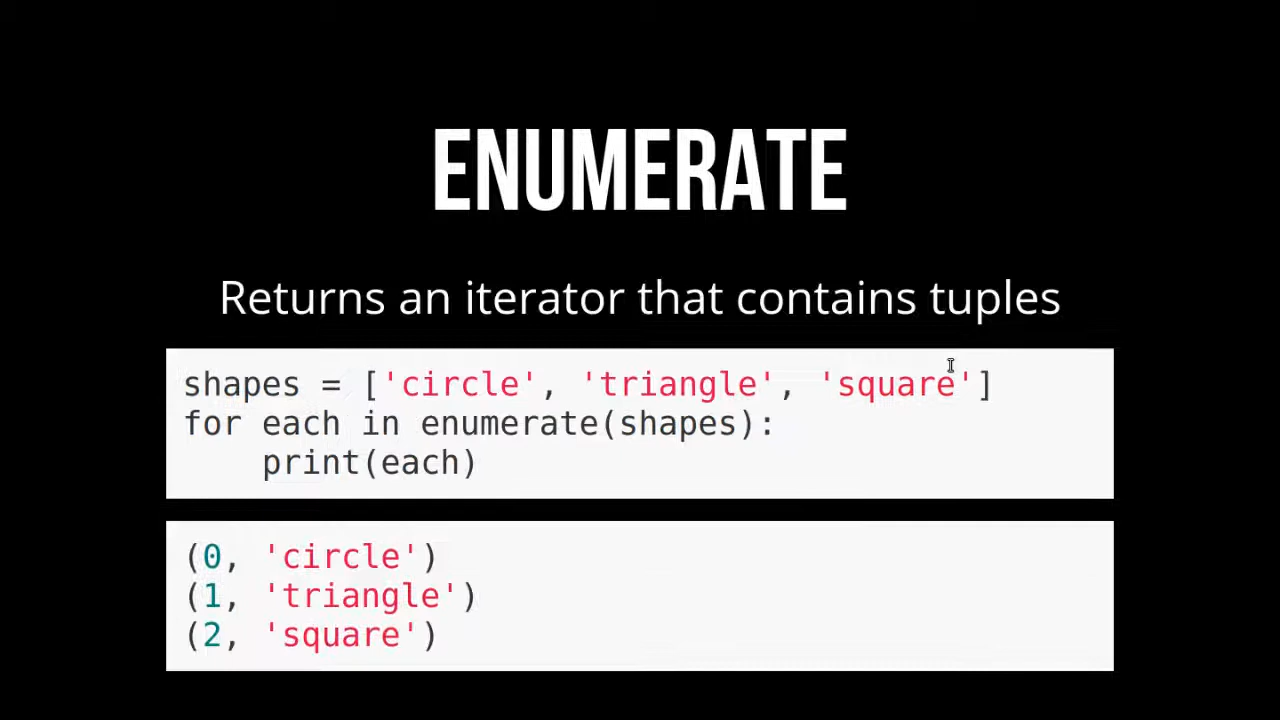 ENUMERATE
Returns an iterator that contains tuples
shapes = ['circle', 'triangle', 'square']
for each in enumerate(shapes):
    print(each)
(0, 'circle')
(1, 'triangle')
(2, 'square')